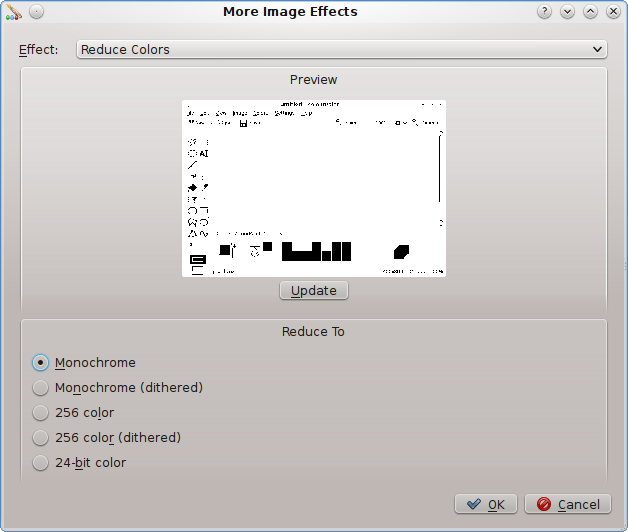 More Image Effects
Effect: Reduce Colors
Preview
Update
Reduce To
Monochrome
Monochrome (dithered)
256 color
256 color (dithered)
24-bit color
OK Cancel